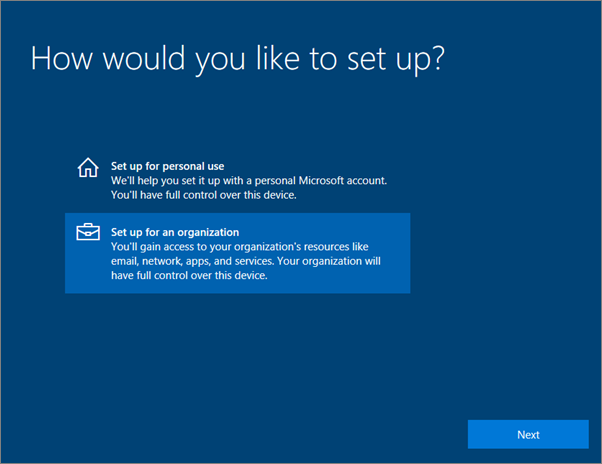 How would you like to set up?
Set up for personal use
We'll help you set it up with a personal Microsoft account.
You'll have full control over this device.
Set up for an organization
You'll gain access to your organization's resources like
email, network, apps, and services. Your organization will
have full control over this device.
Next